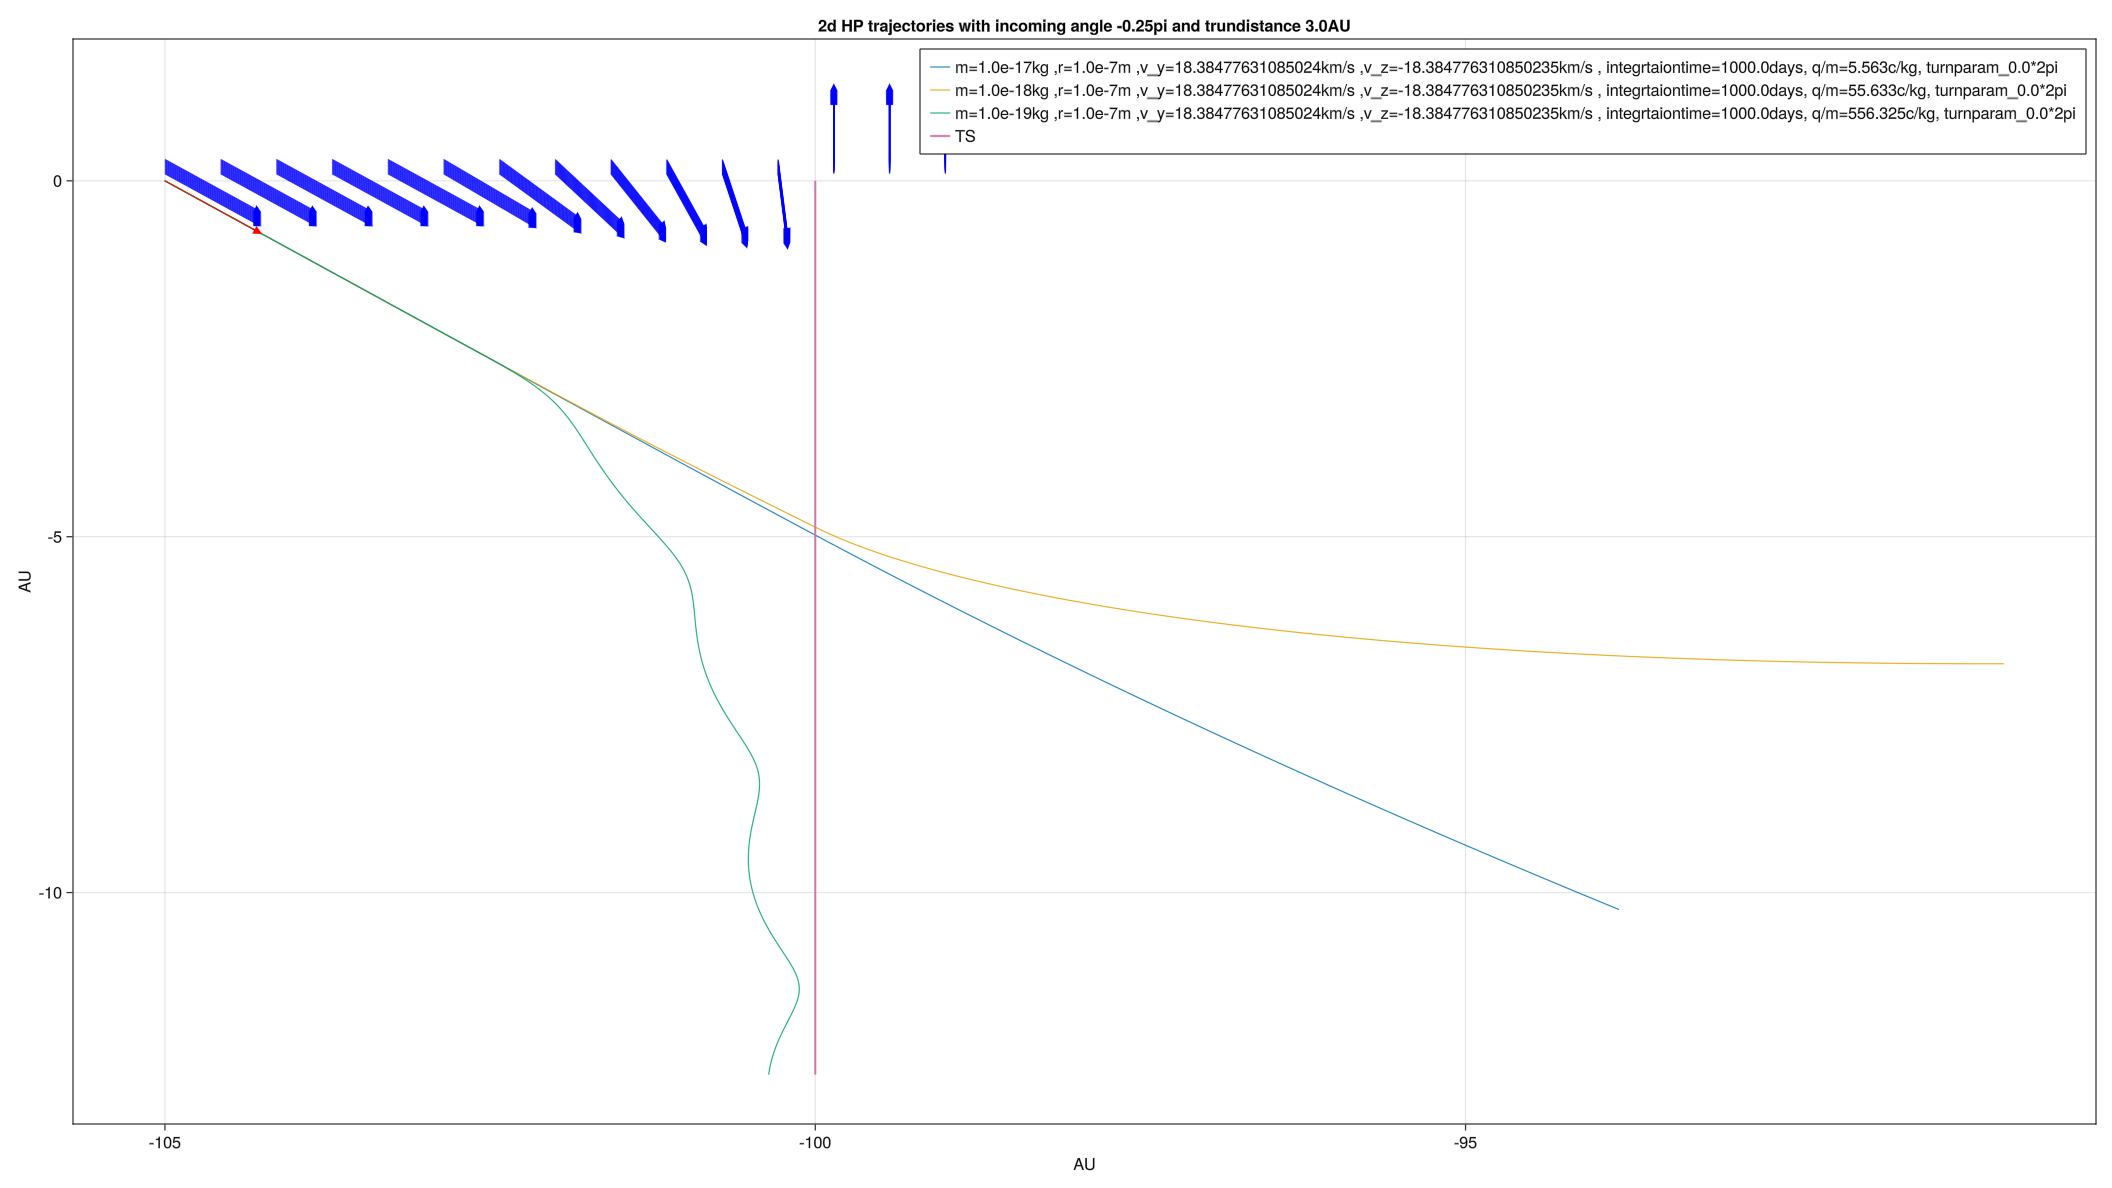 2d HP trajectories with incoming angle -0.25pi and trundistance 3.0AU
m=1.0e-17kg ,r=1.0e-7m ,v_y=18.38477631085024km/s ,v_z=-18.384776310850235km/s , integrtaiontime=1000.0days, q/m=5.563c/kg, turnparam_0.0*2pi
m=1.0e-18kg ,r=1.0e-7m ,v_y=18.38477631085024km/s ,v_z=-18.384776310850235km/s , integrtaiontime=1000.0days, q/m=55.633c/kg, turnparam_0.0*2pi
m=1.0e-19kg ,r=1.0e-7m ,v_y=18.38477631085024km/s ,v_z=-18.384776310850235km/s , integrtaiontime=1000.0days, q/m=556.325c/kg, turnparam_0.0*2pi
TS
0
-5
-10
AU
-105
-100
-95
AU